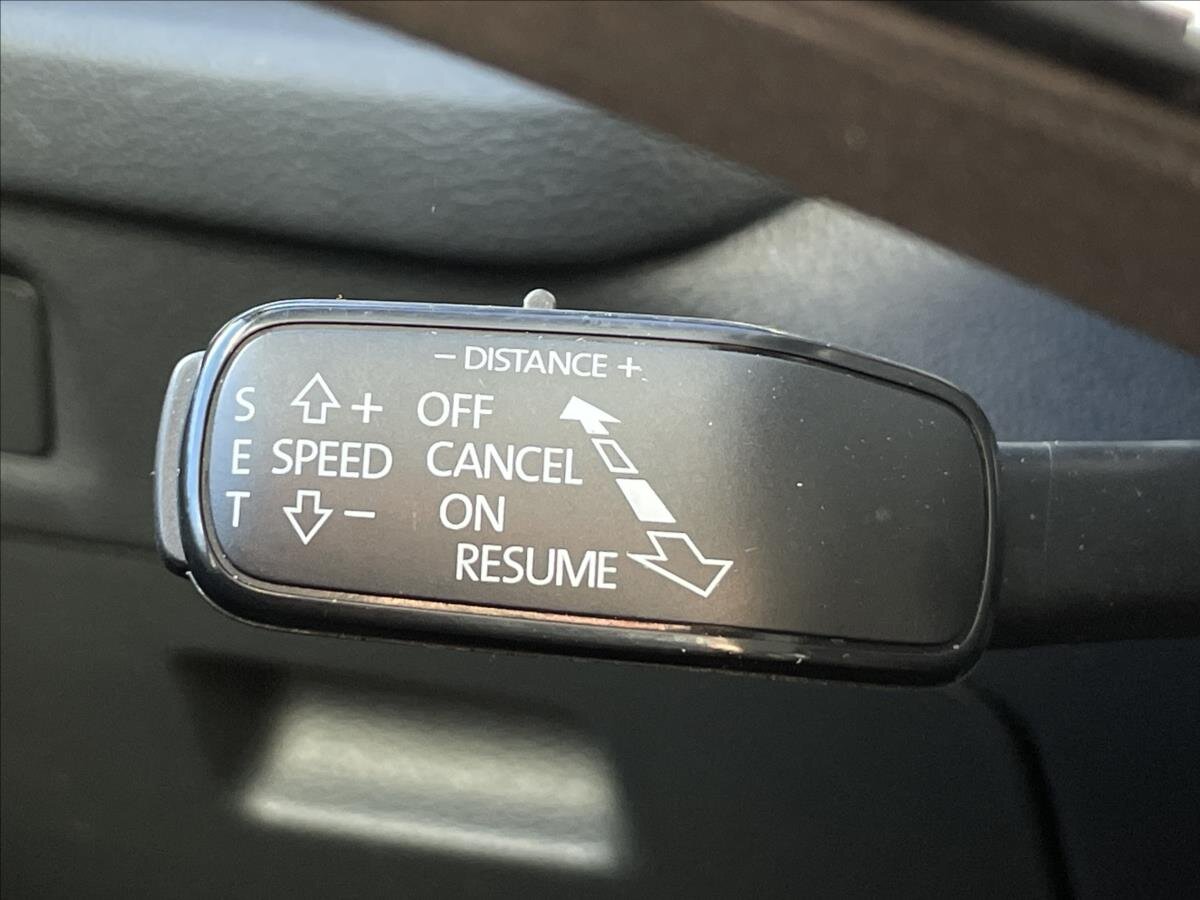 − DISTANCE +
S + OFF
E SPEED CANCEL
T − ON
RESUME